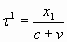 τ¹ = x₁ / (c + v)